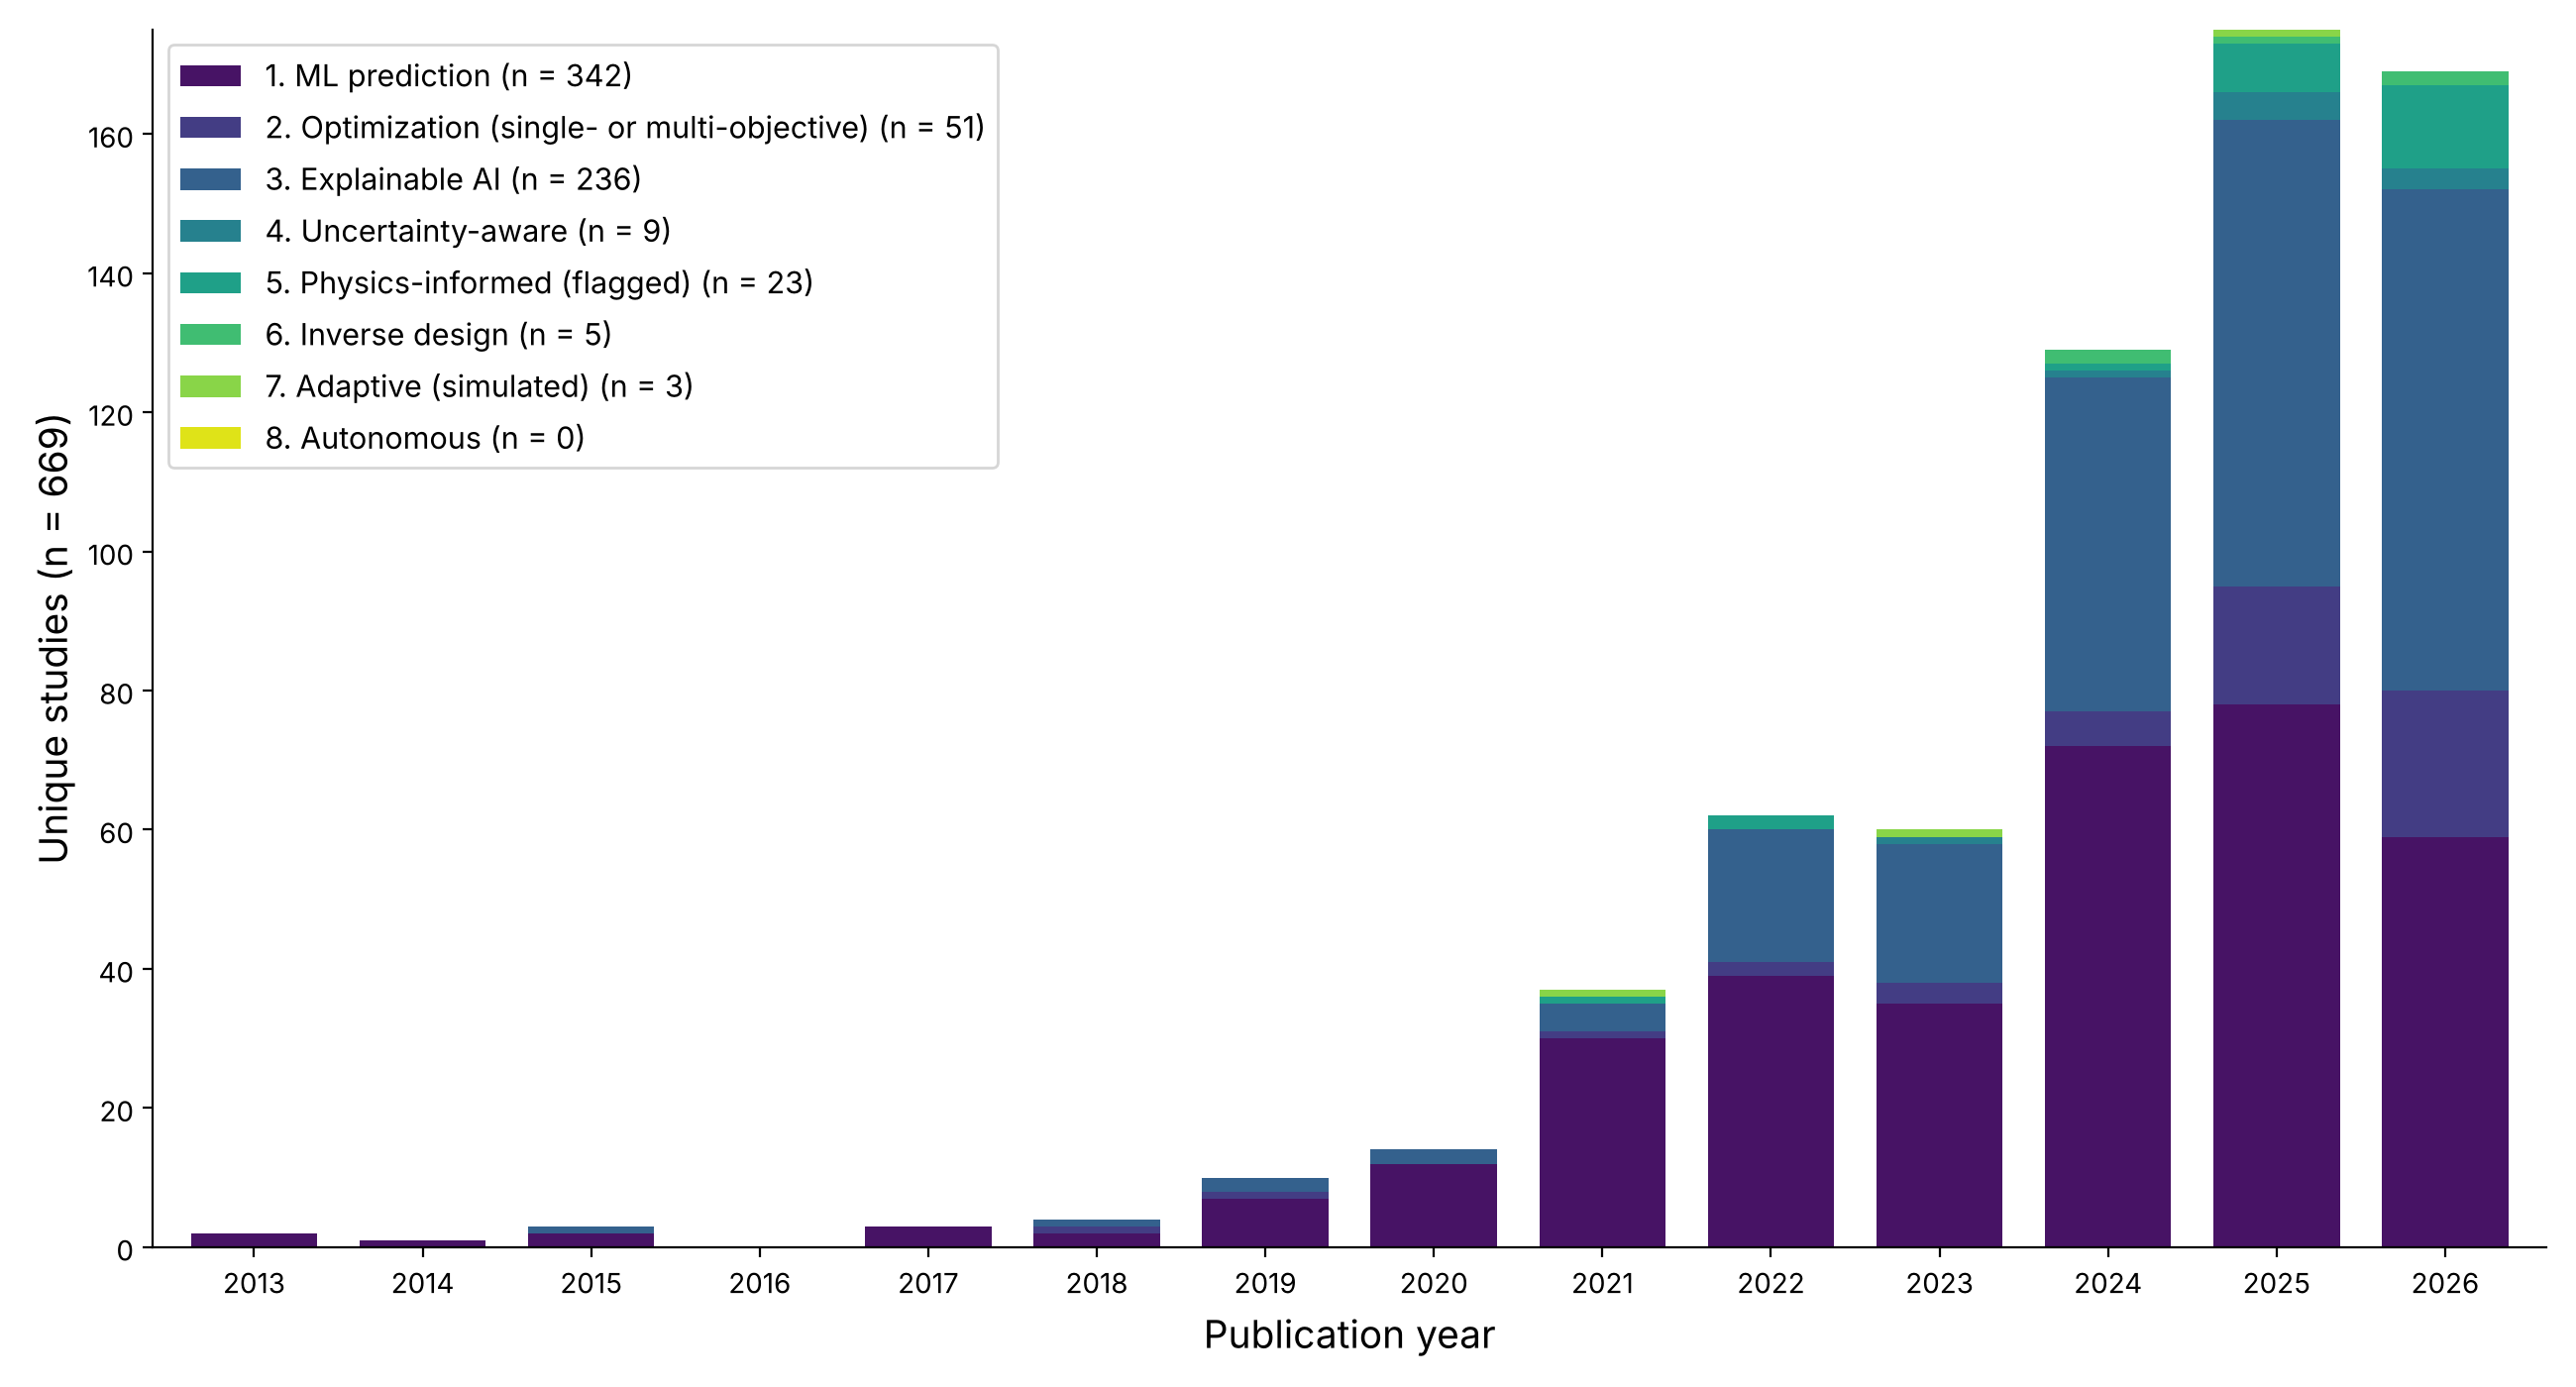 1. ML prediction (n = 342)
2. Optimization (single- or multi-objective) (n = 51)
3. Explainable AI (n = 236)
4. Uncertainty-aware (n = 9)
5. Physics-informed (flagged) (n = 23)
6. Inverse design (n = 5)
7. Adaptive (simulated) (n = 3)
8. Autonomous (n = 0)
Unique studies (n = 669)
160
140
120
100
80
60
40
20
0
2013 2014 2015 2016 2017 2018 2019 2020 2021 2022 2023 2024 2025 2026
Publication year